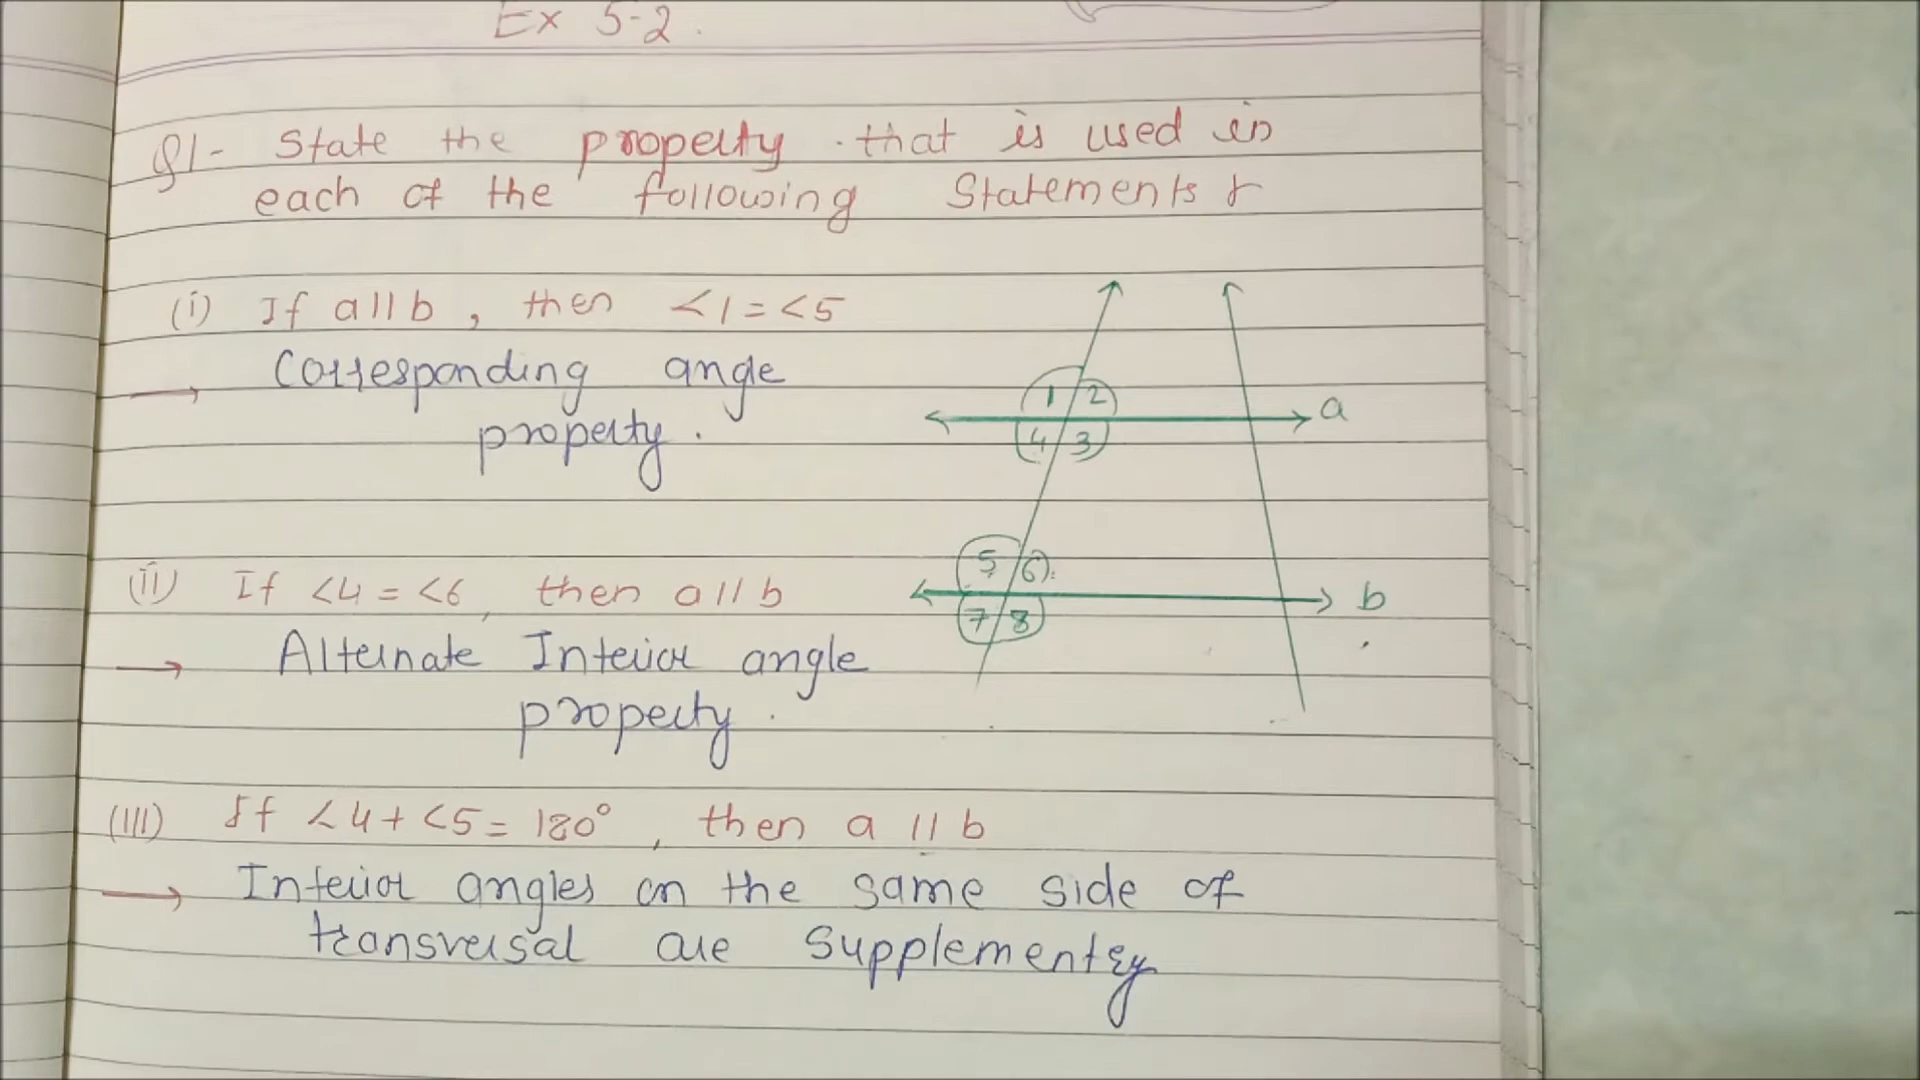 Ex 5.2.
Q1- State the property that is used in
each of the following Statements
(i) If a || b, then <1 = <5
Corresponding angle
property.
1 2
a
4 3
5 6
(ii) If <4 = <6, then a || b
b
7 8
Alternate Interior angle
property.
(III) If <4 + <5 = 180°, then a || b
Interior angles on the same side of
transversal are Supplementry